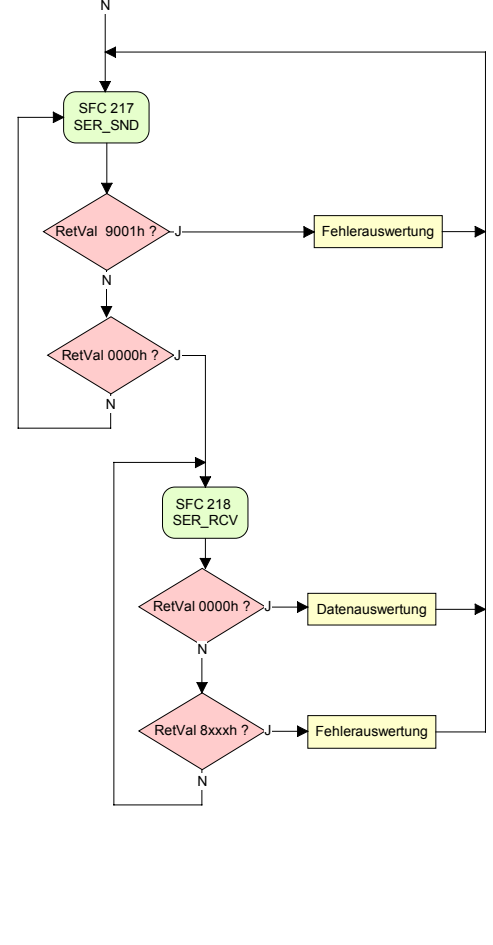 N
SFC 217
SER_SND
RetVal 9001h ?
J
Fehlerauswertung
N
RetVal 0000h ?
J
N
SFC 218
SER_RCV
RetVal 0000h ?
J
Datenauswertung
N
RetVal 8xxxh ?
J
Fehlerauswertung
N